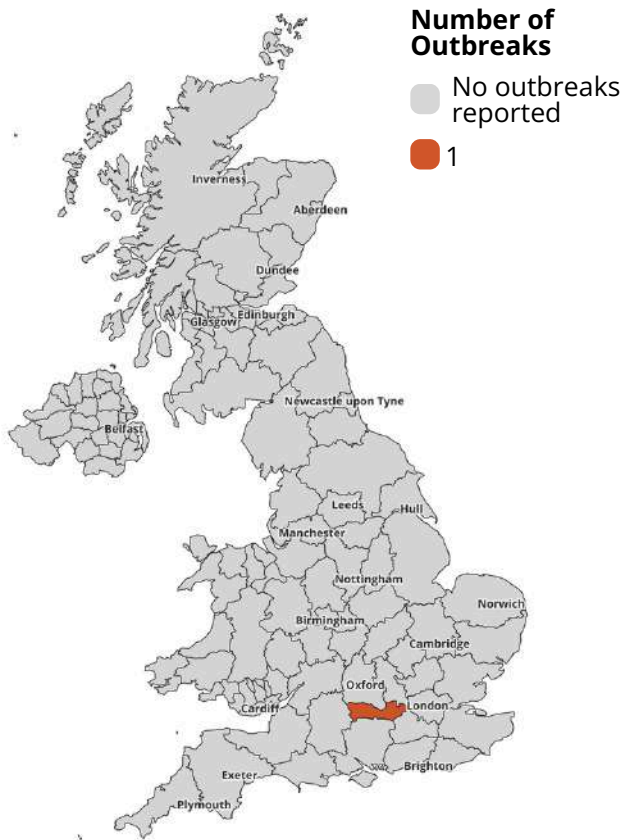 Number of
Outbreaks
No outbreaks
reported
1
Inverness
Aberdeen
Dundee
Edinburgh
Glasgow
Newcastle upon Tyne
Belfast
Leeds
Hull
Manchester
Nottingham
Norwich
Birmingham
Cambridge
Oxford
London
Cardiff
Brighton
Exeter
Plymouth